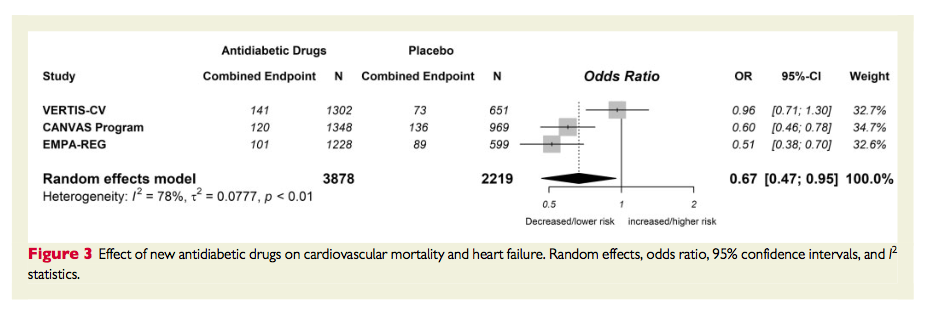 Antidiabetic Drugs Placebo
Study Combined Endpoint N Combined Endpoint N Odds Ratio OR 95%-CI Weight
VERTIS-CV 141 1302 73 651 0.96 [0.71; 1.30] 32.7%
CANVAS Program 120 1348 136 969 0.60 [0.46; 0.78] 34.7%
EMPA-REG 101 1228 89 599 0.51 [0.38; 0.70] 32.6%
Random effects model 3878 2219 0.67 [0.47; 0.95] 100.0%
Heterogeneity: I² = 78%, τ² = 0.0777, p < 0.01
0.5 1 2
Decreased/lower risk increased/higher risk
Figure 3 Effect of new antidiabetic drugs on cardiovascular mortality and heart failure. Random effects, odds ratio, 95% confidence intervals, and I²
statistics.